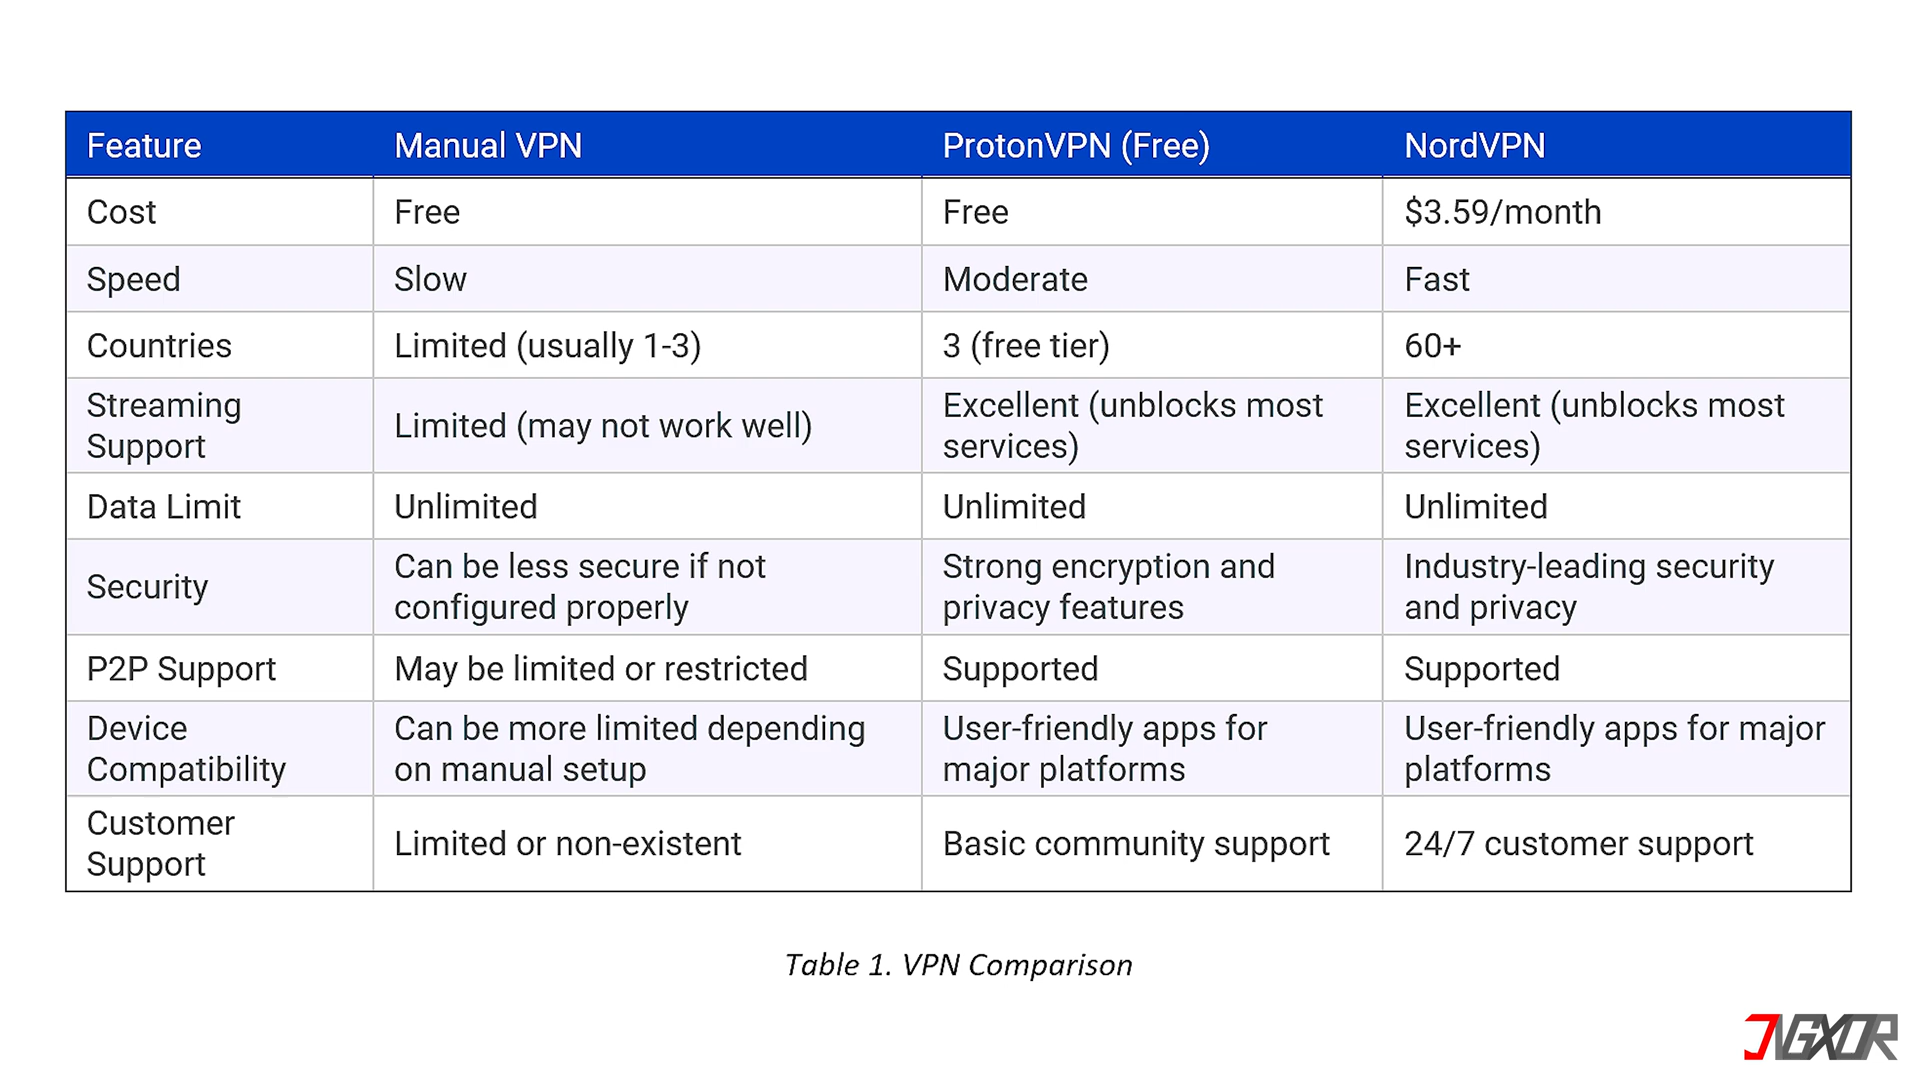 Feature Manual VPN ProtonVPN (Free) NordVPN
Cost Free Free $3.59/month
Speed Slow Moderate Fast
Countries Limited (usually 1-3) 3 (free tier) 60+
Streaming Support Limited (may not work well) Excellent (unblocks most services) Excellent (unblocks most services)
Data Limit Unlimited Unlimited Unlimited
Security Can be less secure if not configured properly Strong encryption and privacy features Industry-leading security and privacy
P2P Support May be limited or restricted Supported Supported
Device Compatibility Can be more limited depending on manual setup User-friendly apps for major platforms User-friendly apps for major platforms
Customer Support Limited or non-existent Basic community support 24/7 customer support
Table 1. VPN Comparison
JNGXOR